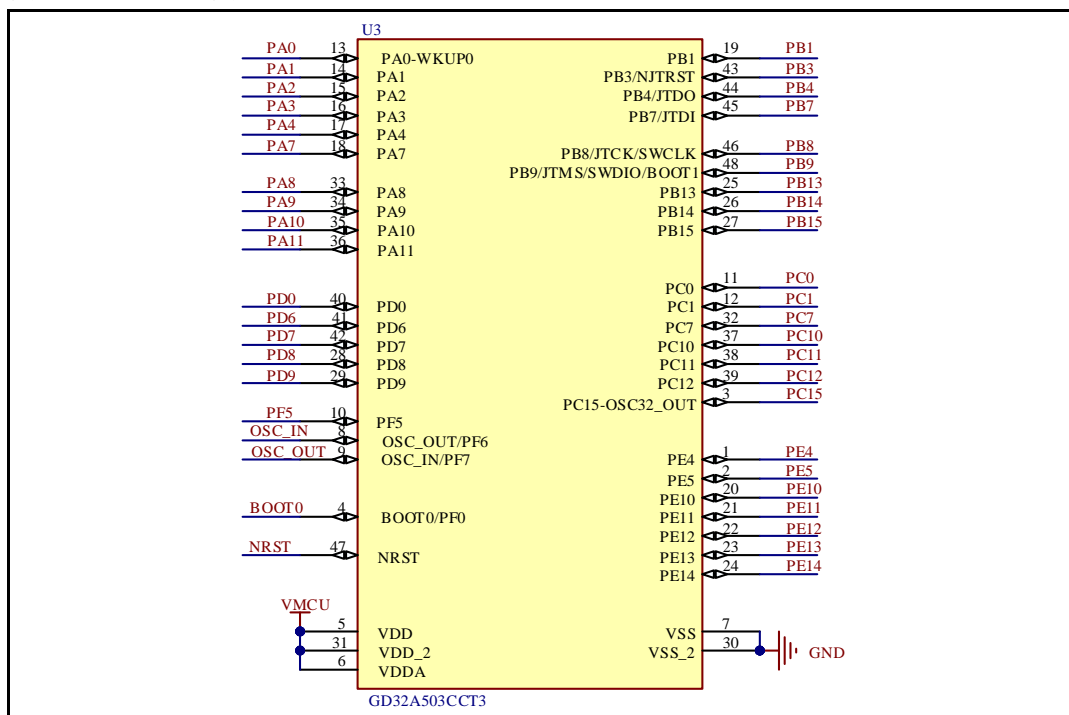 U3
PA0 13 PA0-WKUP0 PB1 19 PB1
PA1 14 PA1 PB3/NJTRST 43 PB3
PA2 15 PA2 PB4/JTDO 44 PB4
PA3 16 PA3 PB7/JTDI 45 PB7
PA4 17 PA4
PA7 18 PA7 PB8/JTCK/SWCLK 46 PB8
PB9/JTMS/SWDIO/BOOT1 48 PB9
PA8 33 PA8 PB13 25 PB13
PA9 34 PA9 PB14 26 PB14
PA10 35 PA10 PB15 27 PB15
PA11 36 PA11
PC0 11 PC0
PD0 40 PD0 PC1 12 PC1
PD6 41 PD6 PC7 32 PC7
PD7 42 PD7 PC10 37 PC10
PD8 28 PD8 PC11 38 PC11
PD9 29 PD9 PC12 39 PC12
PC15-OSC32_OUT 3 PC15
PF5 10 PF5
OSC_IN 8 OSC_OUT/PF6
OSC_OUT 9 OSC_IN/PF7 PE4 1 PE4
PE5 2 PE5
PE10 20 PE10
BOOT0 4 BOOT0/PF0 PE11 21 PE11
PE12 22 PE12
NRST 47 NRST PE13 23 PE13
PE14 24 PE14
VMCU
5 VDD VSS 7
31 VDD_2 VSS_2 30 GND
6 VDDA
GD32A503CCT3